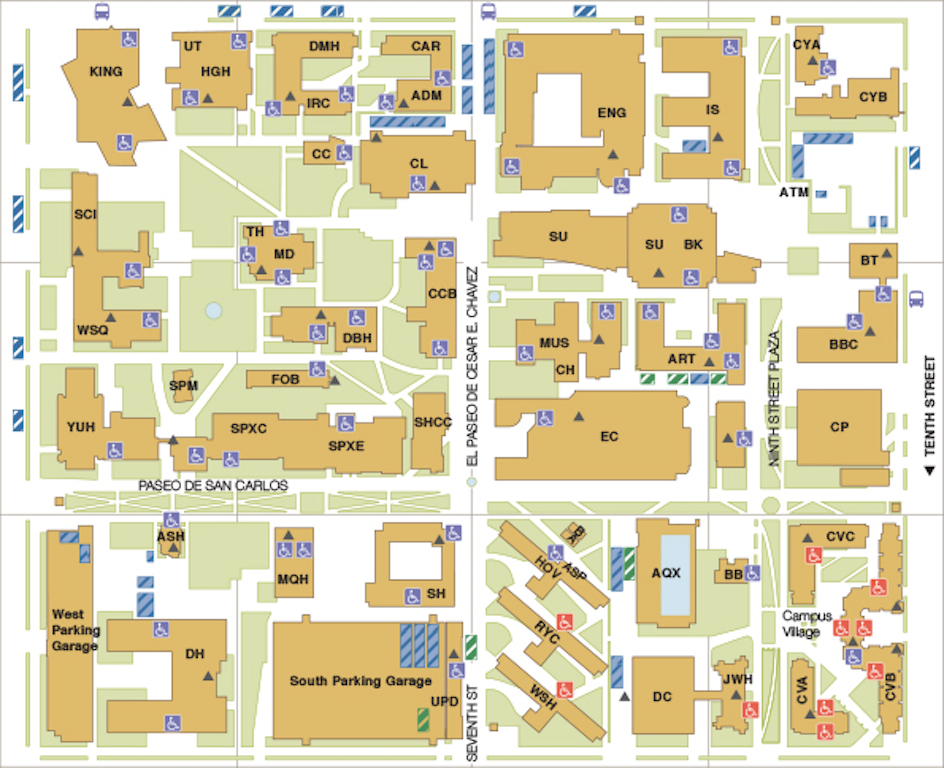 UT
DMH
CAR
CYA
KING
HGH
IRC
ADM
CYB
ENG
IS
CC
CL
ATM
SCI
TH
MD
SU
SU BK
BT
CCB
WSQ
DBH
MUS
CH
ART
BBC
EL PASEO DE CESAR E. CHAVEZ
NINTH STREET PLAZA
TENTH STREET
SPM
FOB
YUH
SPXC
SPXE
SHCC
EC
CP
PASEO DE SAN CARLOS
ASH
MQH
SH
BA
HOV
ASP
AQX
BB
CVC
West
Parking
Garage
RYC
Campus
Village
DH
South Parking Garage
UPD
SEVENTH ST
WSH
DC
JWH
CVA
CVB